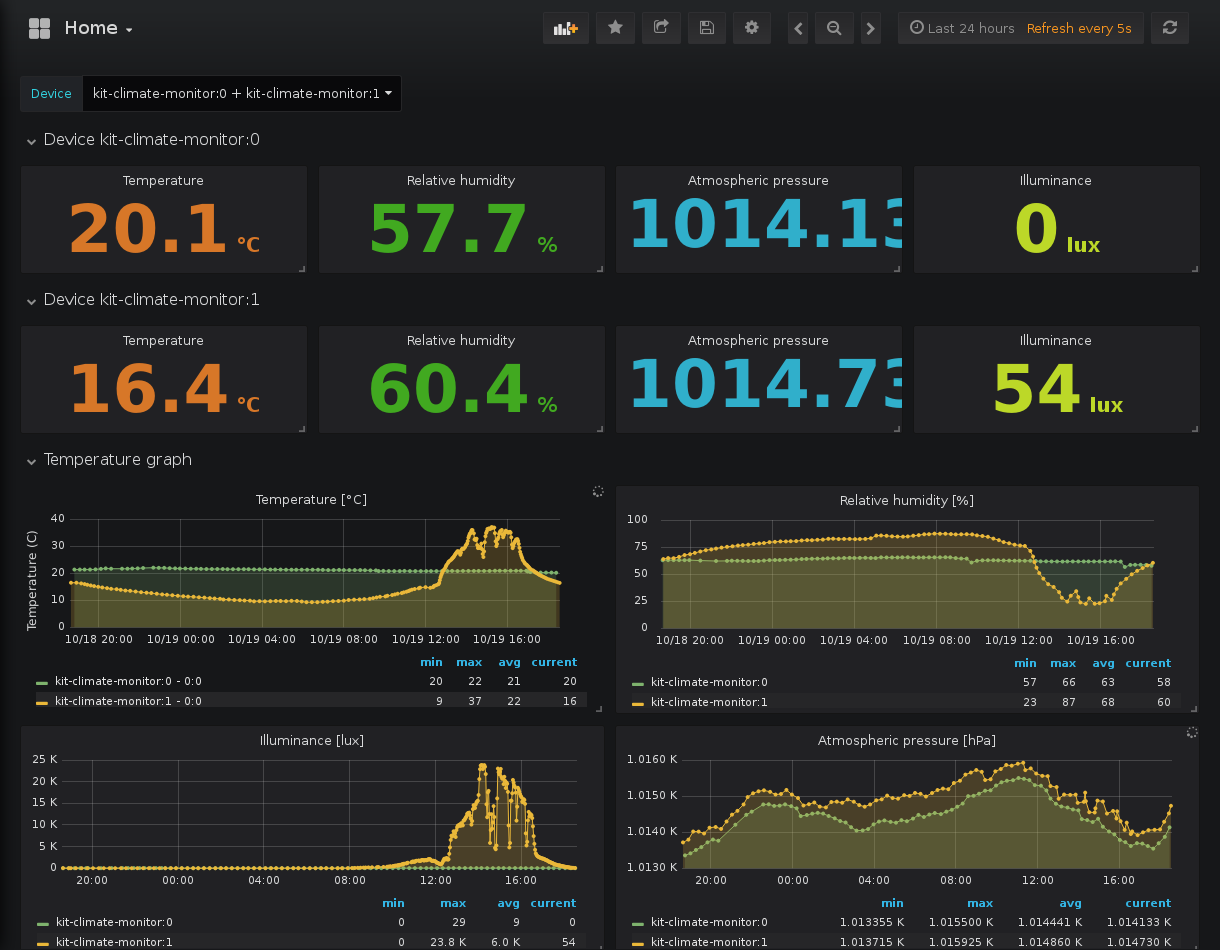 Home
Last 24 hours Refresh every 5s
Device kit-climate-monitor:0 + kit-climate-monitor:1
Device kit-climate-monitor:0
Temperature Relative humidity Atmospheric pressure Illuminance
20.1 °C 57.7 % 1014.13 0 lux
Device kit-climate-monitor:1
Temperature Relative humidity Atmospheric pressure Illuminance
16.4 °C 60.4 % 1014.73 54 lux
Temperature graph
Temperature [°C]
Temperature (C)
40
30
20
10
0
10/18 20:00 10/19 00:00 10/19 04:00 10/19 08:00 10/19 12:00 10/19 16:00
min max avg current
kit-climate-monitor:0 - 0:0 20 22 21 20
kit-climate-monitor:1 - 0:0 9 37 22 16
Relative humidity [%]
100
75
50
25
0
10/18 20:00 10/19 00:00 10/19 04:00 10/19 08:00 10/19 12:00 10/19 16:00
min max avg current
kit-climate-monitor:0 57 66 63 58
kit-climate-monitor:1 23 87 68 60
Illuminance [lux]
25 K
20 K
15 K
10 K
5 K
0
20:00 00:00 04:00 08:00 12:00 16:00
min max avg current
kit-climate-monitor:0 0 29 9 0
kit-climate-monitor:1 0 23.8 K 6.0 K 54
Atmospheric pressure [hPa]
1.0160 K
1.0150 K
1.0140 K
1.0130 K
20:00 00:00 04:00 08:00 12:00 16:00
min max avg current
kit-climate-monitor:0 1.013355 K 1.015500 K 1.014441 K 1.014133 K
kit-climate-monitor:1 1.013715 K 1.015925 K 1.014860 K 1.014730 K